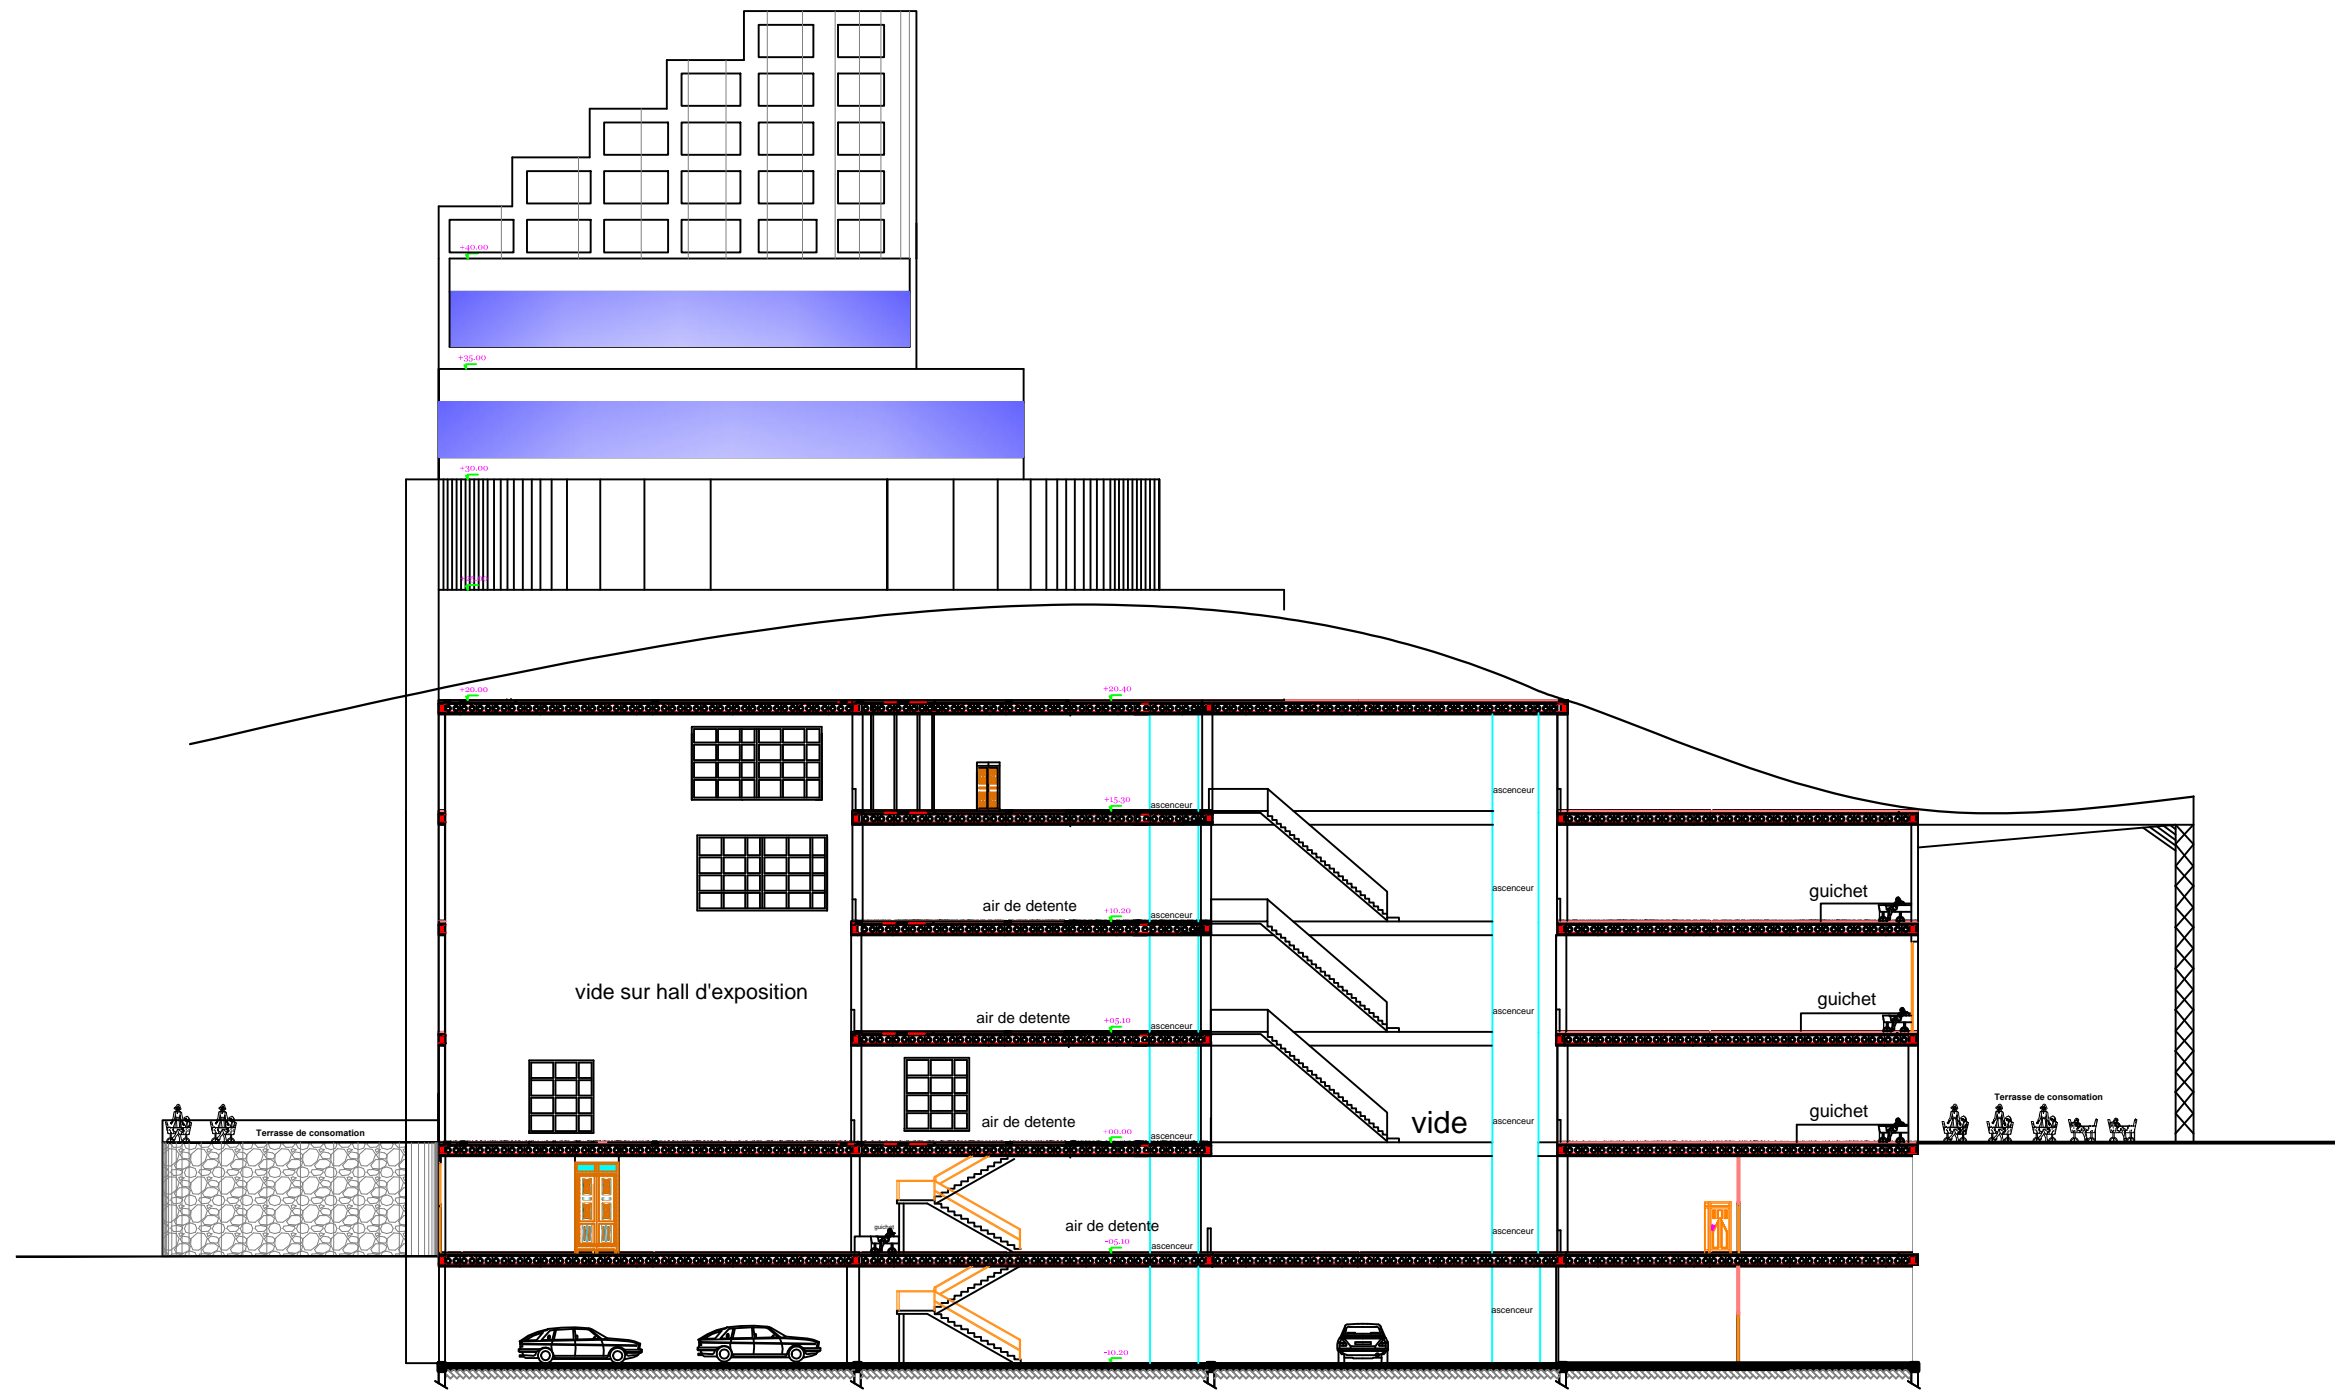 +40.00
+35.00
+30.00
+20.00
+20.40
+15.30
ascenceur
ascenceur
air de detente
+10.20
ascenceur
ascenceur
guichet
vide sur hall d'exposition
air de detente
+05.10
ascenceur
ascenceur
guichet
Terrasse de consomation
air de detente
+00.00
ascenceur
vide
ascenceur
guichet
Terrasse de consomation
guichet
air de detente
-05.10
ascenceur
ascenceur
-10.20
ascenceur